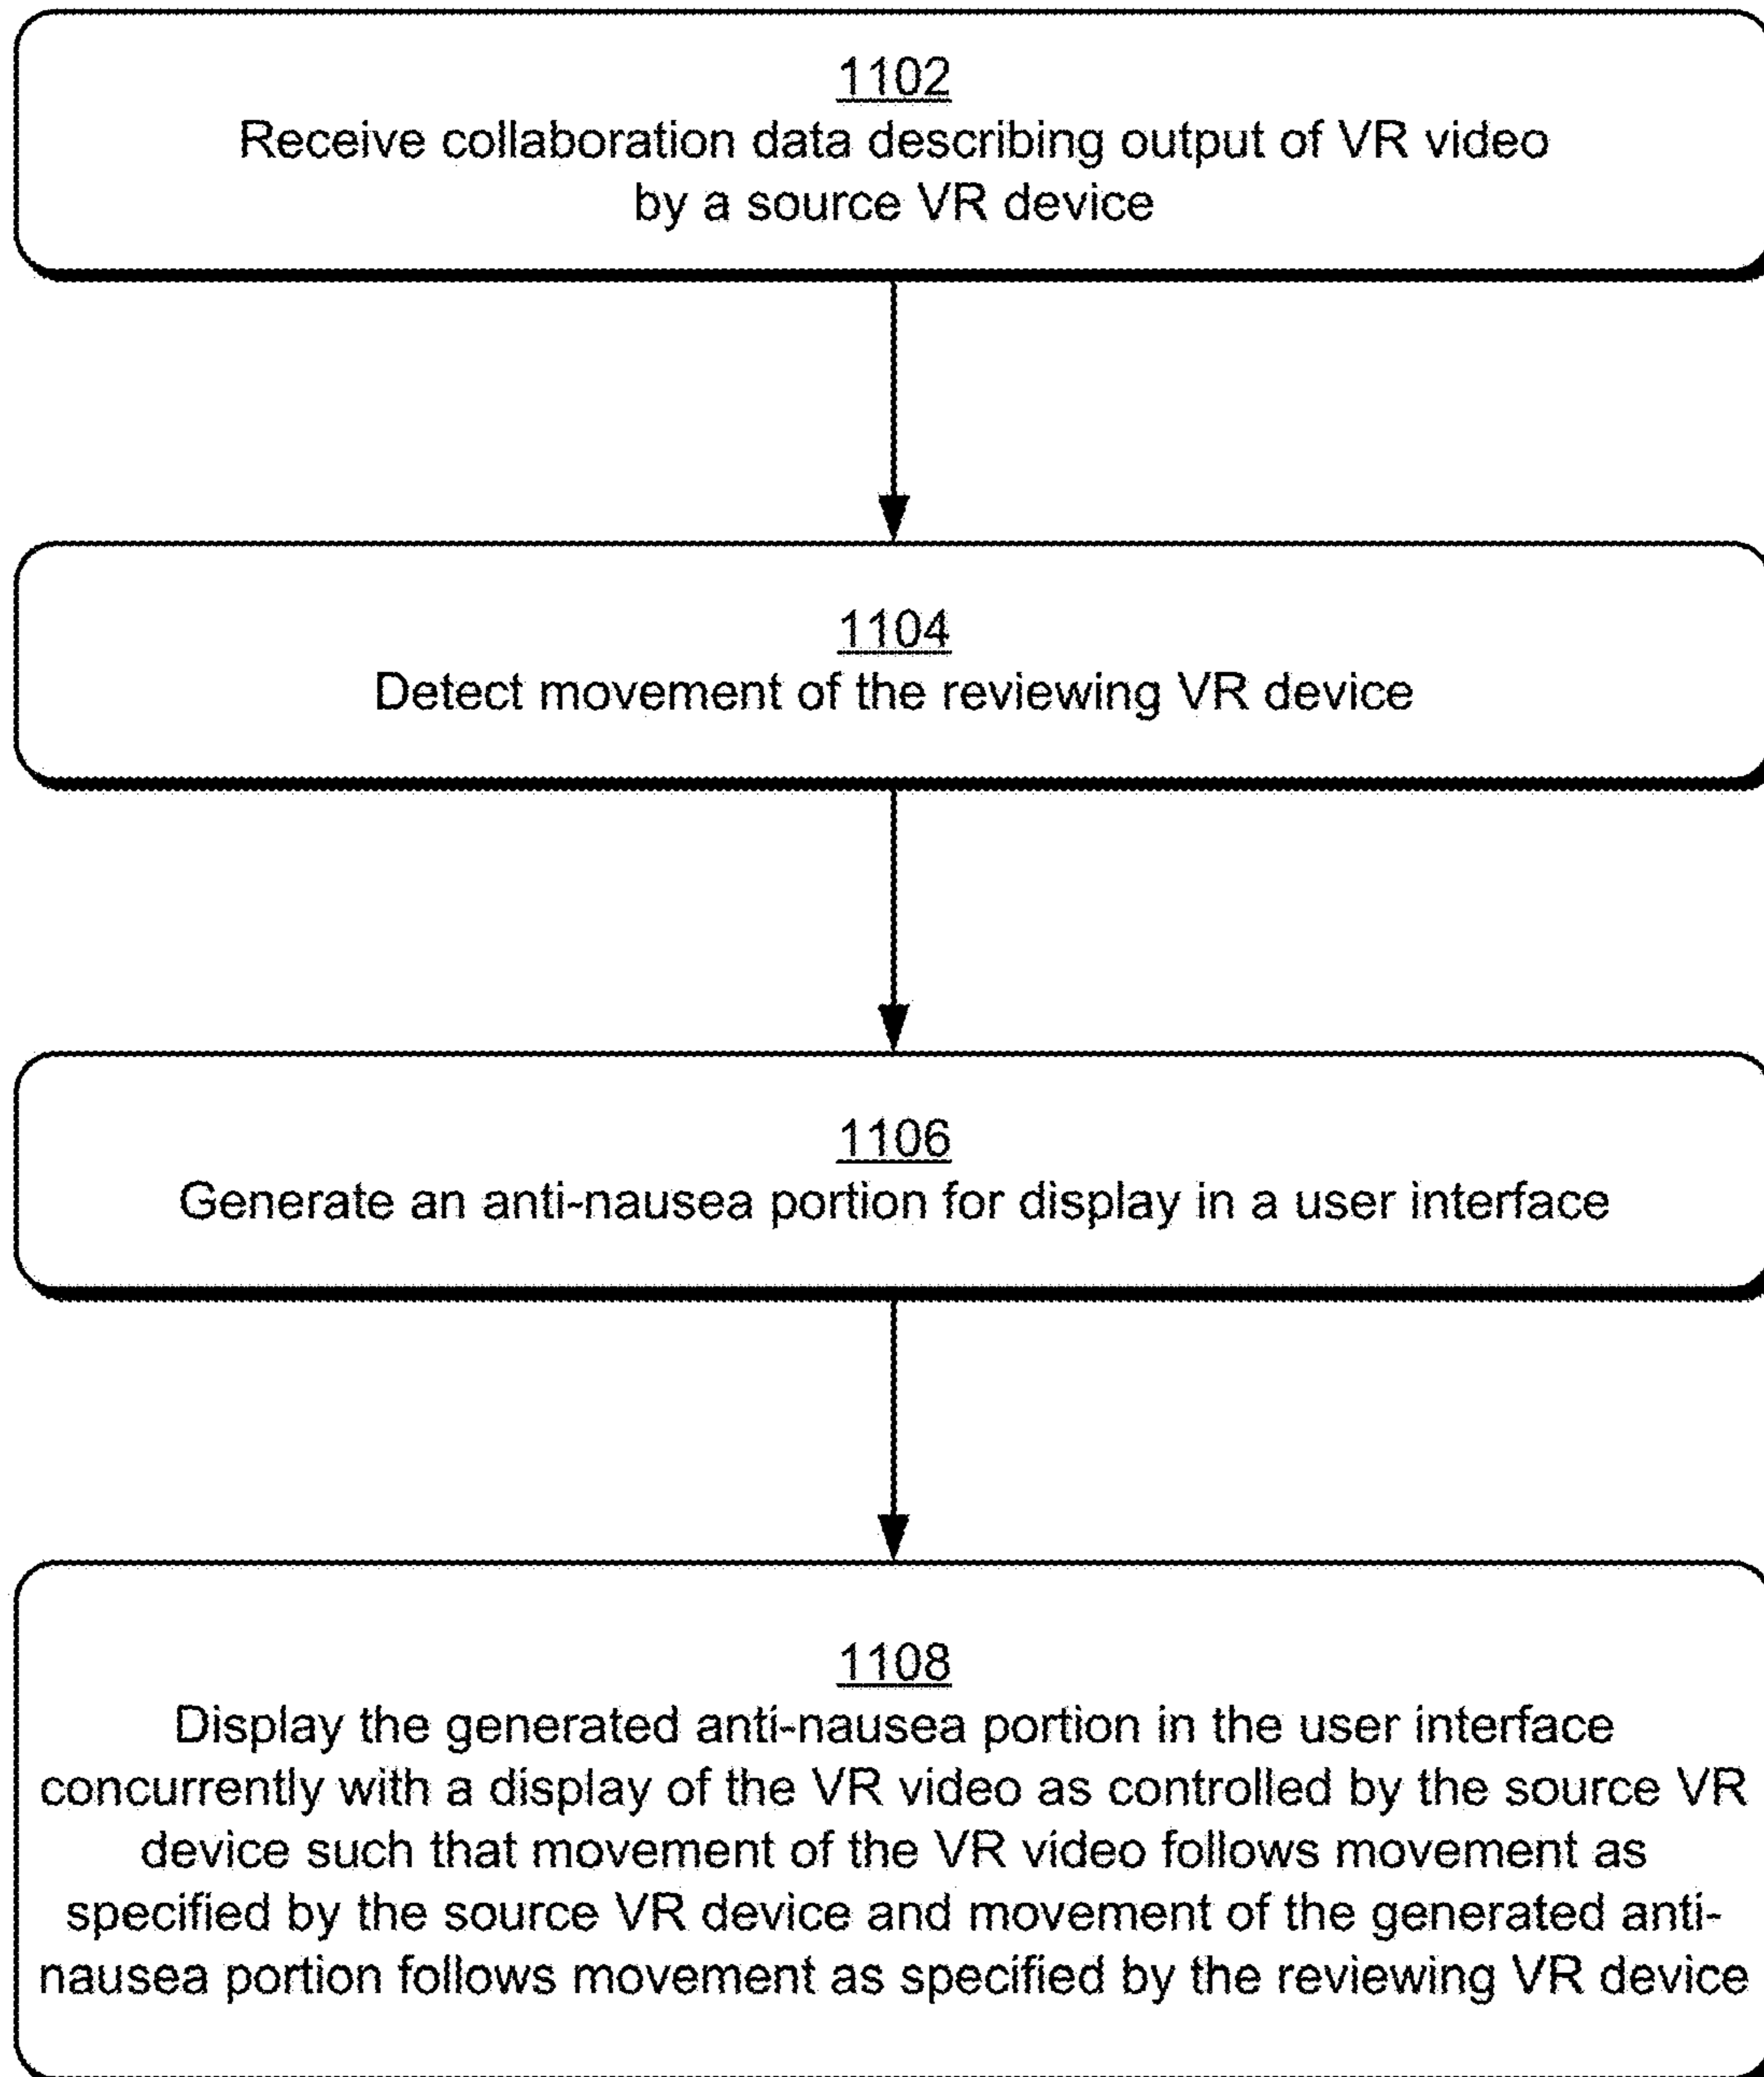 1102
Receive collaboration data describing output of VR video
by a source VR device
1104
Detect movement of the reviewing VR device
1106
Generate an anti-nausea portion for display in a user interface
1108
Display the generated anti-nausea portion in the user interface
concurrently with a display of the VR video as controlled by the source VR
device such that movement of the VR video follows movement as
specified by the source VR device and movement of the generated anti-
nausea portion follows movement as specified by the reviewing VR device